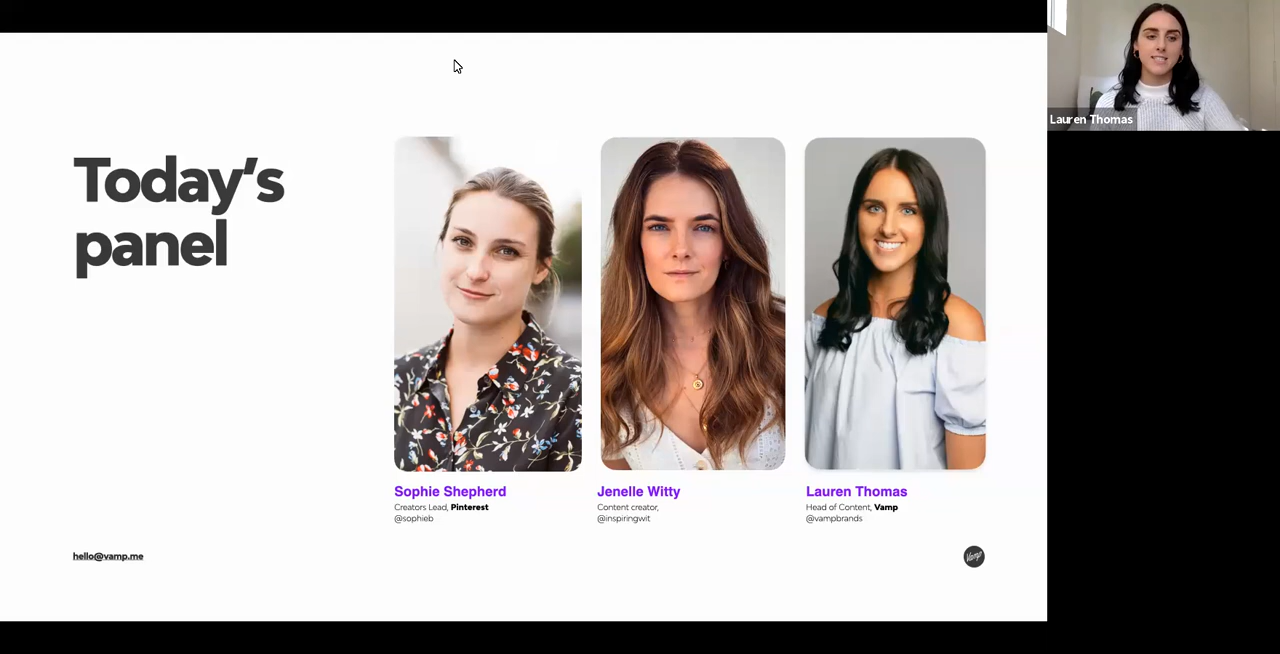 Today's
panel
Sophie Shepherd
Creators Lead, Pinterest
@sophieb
Jenelle Witty
Content creator,
@inspiringwit
Lauren Thomas
Head of Content, Vamp
@vampbrands
hello@vamp.me
Vamp
Lauren Thomas